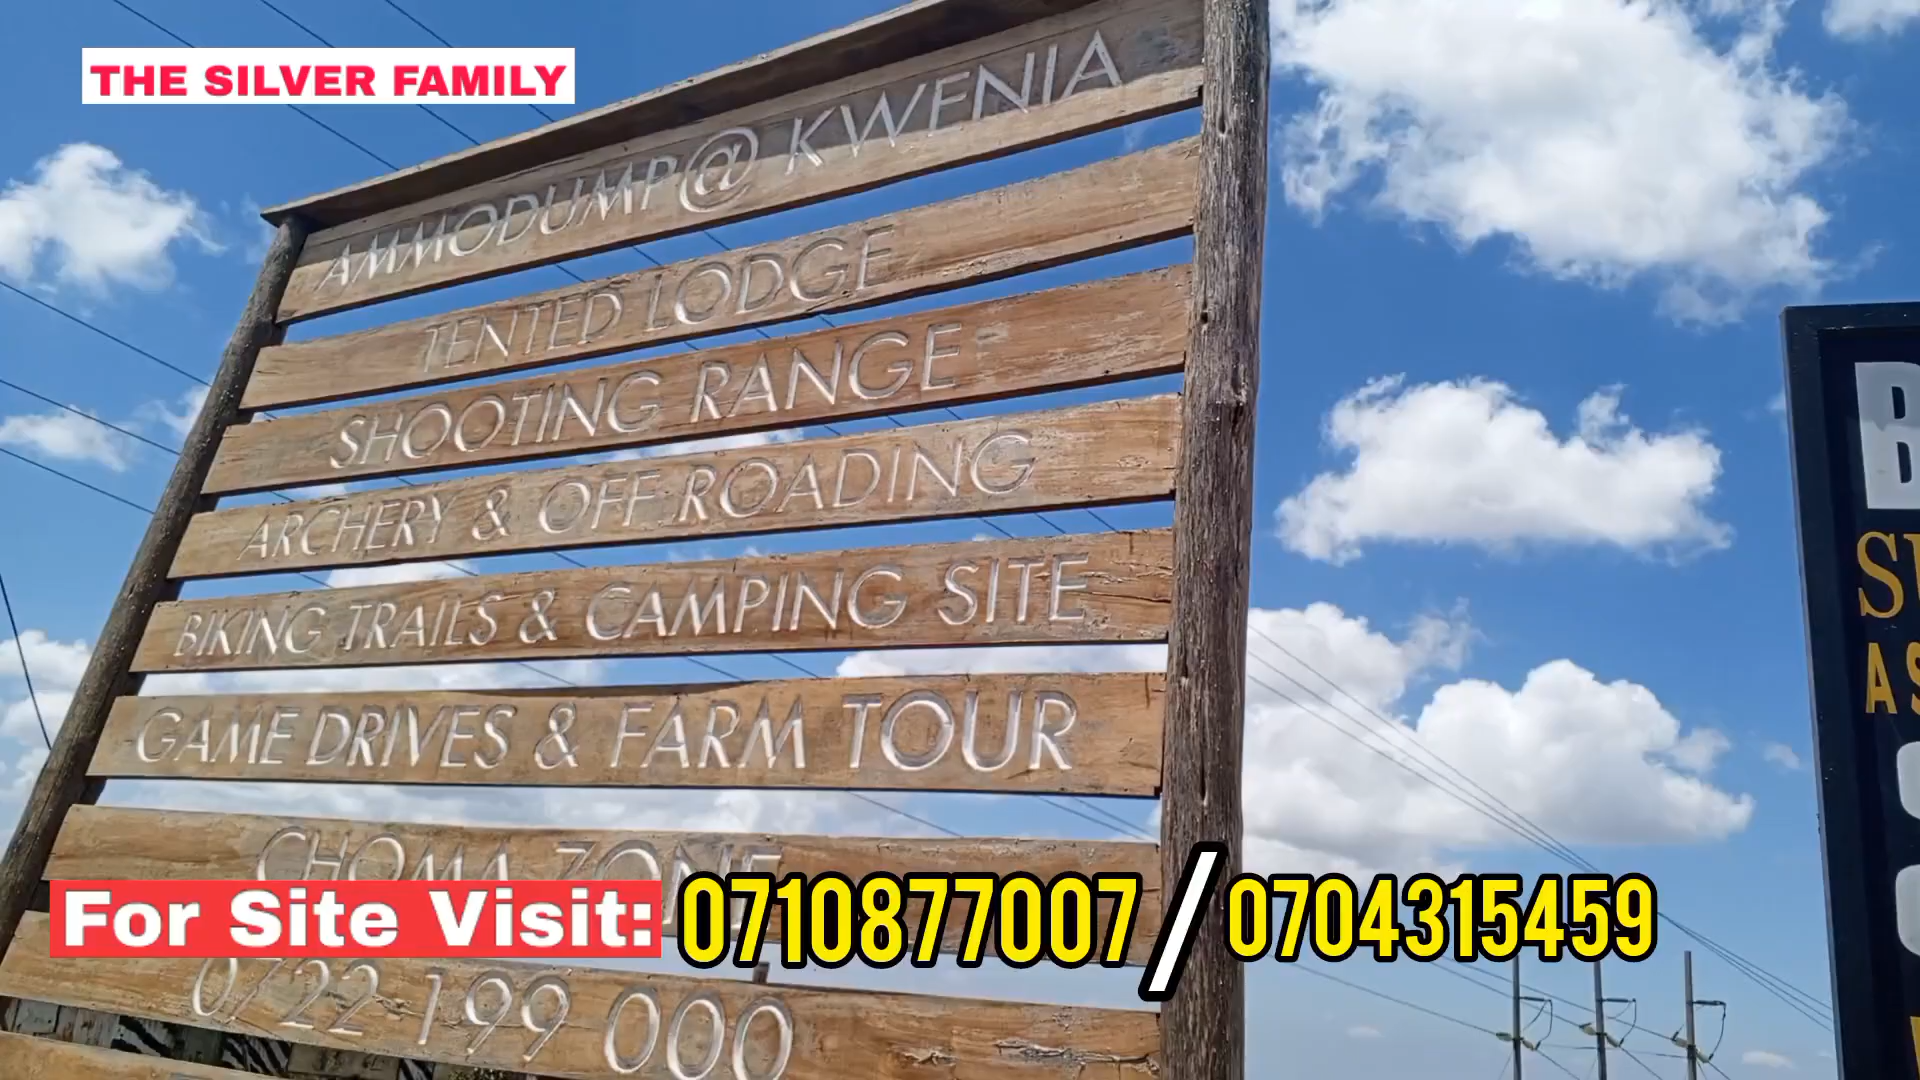 THE SILVER FAMILY
AMMODUMP@ KWENIA
TENTED LODGE
SHOOTING RANGE
ARCHERY & OFF ROADING
BIKING TRAILS & CAMPING SITE
GAME DRIVES & FARM TOUR
CHOMA ZONE
For Site Visit: 0710877007/0704315459
0722 199 000